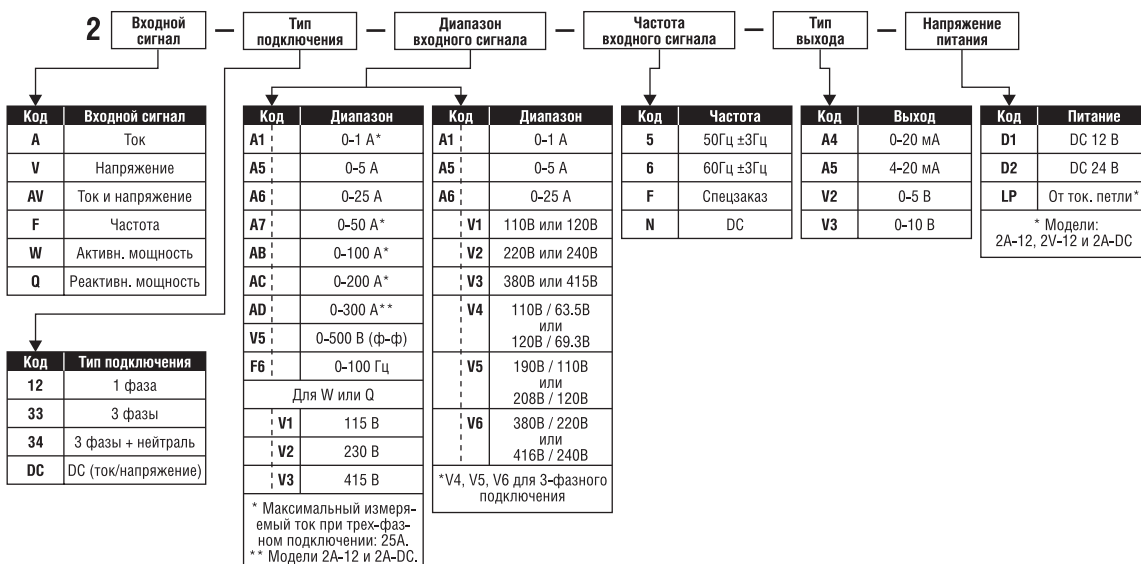 2 Входной сигнал — Тип подключения — Диапазон входного сигнала — Частота входного сигнала — Тип выхода — Напряжение питания
Код Входной сигнал
A Ток
V Напряжение
AV Ток и напряжение
F Частота
W Активн. мощность
Q Реактивн. мощность
Код Тип подключения
12 1 фаза
33 3 фазы
34 3 фазы + нейтраль
DC DC (ток/напряжение)
Код Диапазон
A1 0-1 А*
A5 0-5 А
A6 0-25 А
A7 0-50 А*
AB 0-100 А*
AC 0-200 А*
AD 0-300 А**
V5 0-500 В (ф-ф)
F6 0-100 Гц
Для W или Q
V1 115 В
V2 230 В
V3 415 В
* Максимальный измеря-
емый ток при трех-фаз-
ном подключении: 25А.
** Модели 2A-12 и 2A-DC.
Код Диапазон
A1 0-1 А
A5 0-5 А
A6 0-25 А
V1 110В или 120В
V2 220В или 240В
V3 380В или 415В
V4 110В / 63.5В
или
120В / 69.3В
V5 190В / 110В
или
208В / 120В
V6 380В / 220В
или
416В / 240В
*V4, V5, V6 для 3-фазного
подключения
Код Частота
5 50Гц ±3Гц
6 60Гц ±3Гц
F Спецзаказ
N DC
Код Выход
A4 0-20 мА
A5 4-20 мА
V2 0-5 В
V3 0-10 В
Код Питание
D1 DC 12 В
D2 DC 24 В
LP От ток. петли*
* Модели:
2A-12, 2V-12 и 2A-DC